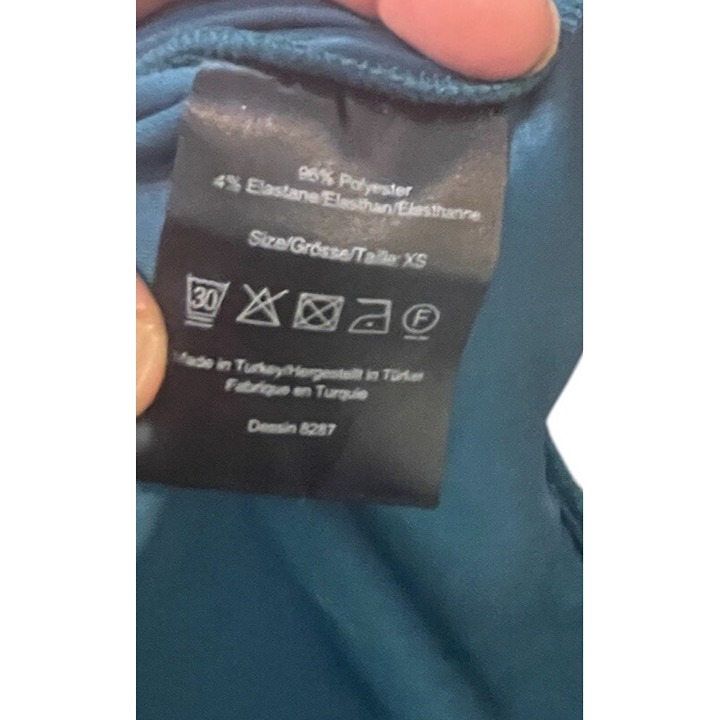 96% Polyester
4% Elastane/Elasthan/Elasthanne
Size/Grösse/Taille: XS
30 F
Made in Turkey/Hergestellt in Türkei
Fabrique en Turquie
Dessin 8287